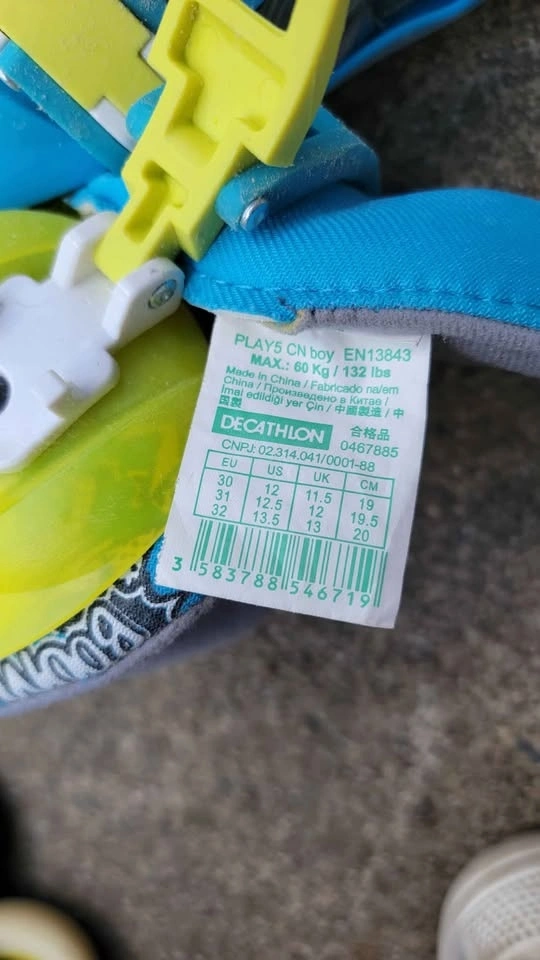 PLAY5 CN boy EN13843
MAX.: 60 Kg / 132 lbs
Made in China / Fabricado na/em
China / Произведено в Китае /
İmal edildiği yer Çin / 中國製造 / 中
国製
DECATHLON 合格品
CNPJ: 02.314.041/0001-88 0467885
EU US UK CM
30 12 11.5 19
31 12.5 12 19.5
32 13.5 13 20
3 583788 546719